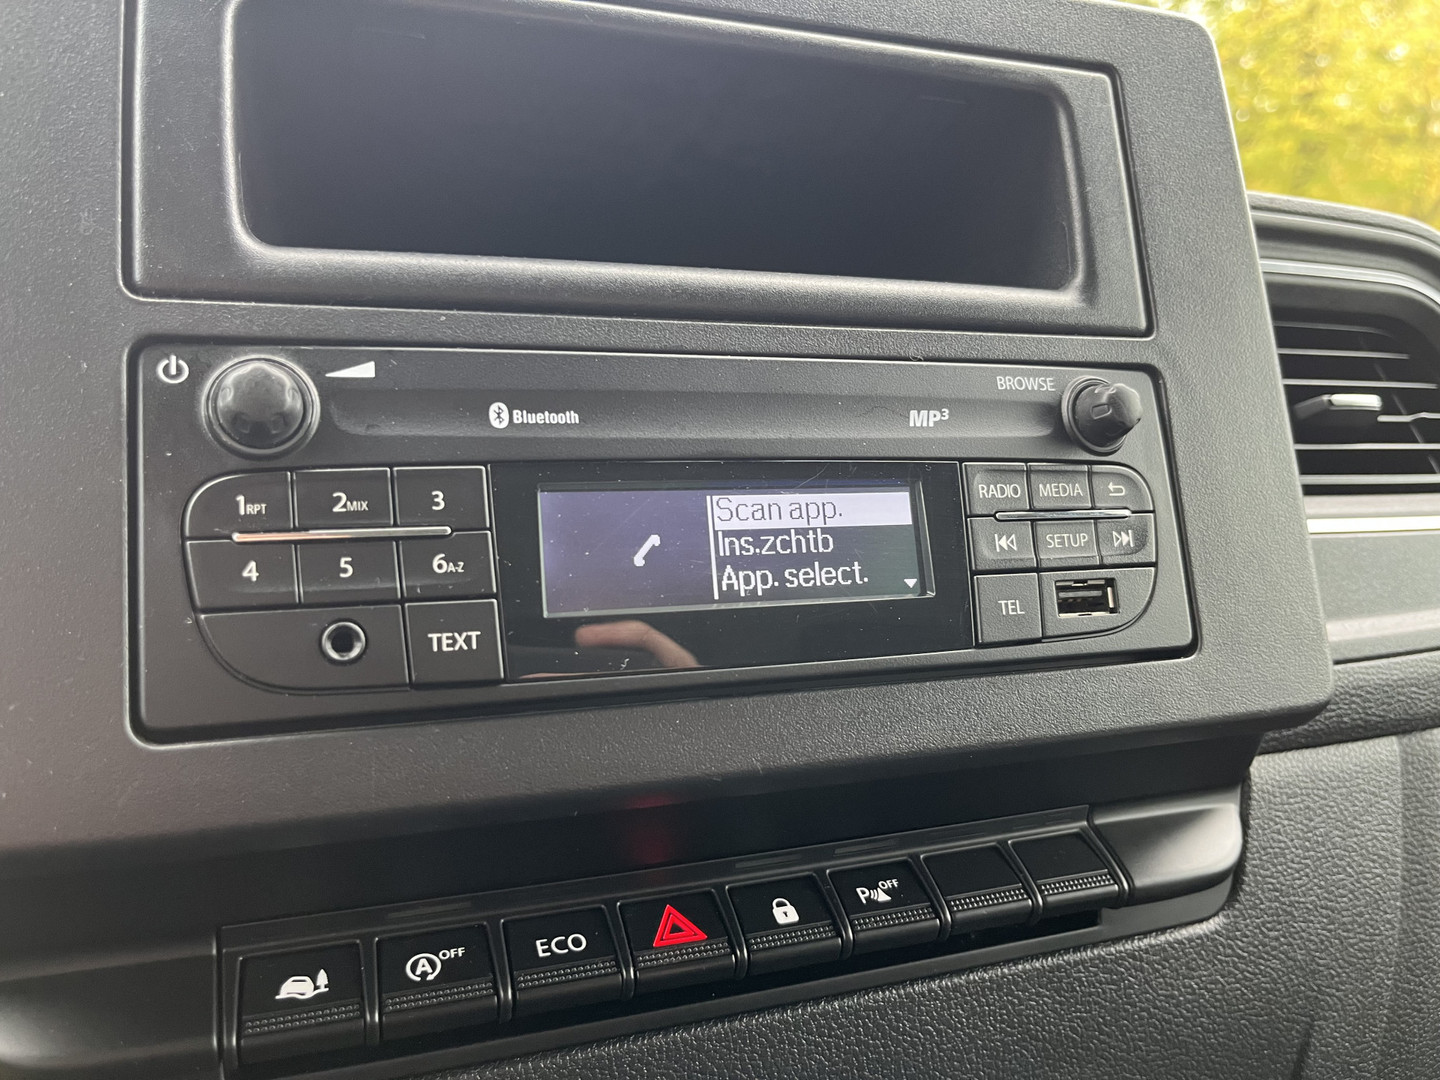 Bluetooth
MP3
BROWSE
1RPT
2MIX
3
4
5
6A-Z
TEXT
Scan app.
Ins.zchtb
App. select.
RADIO
MEDIA
SETUP
TEL
A OFF
ECO
P OFF